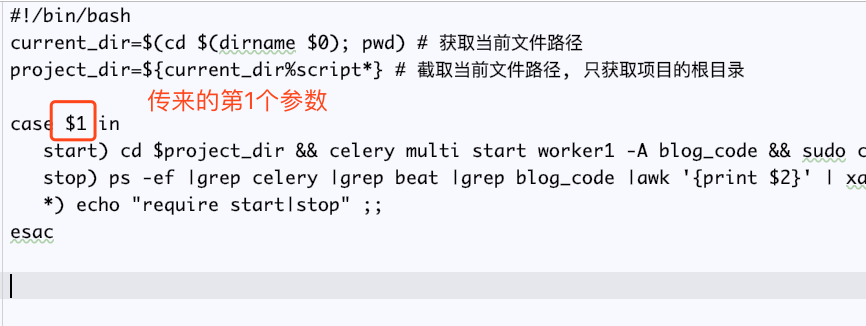 #!/bin/bash
current_dir=$(cd $(dirname $0); pwd) # 获取当前文件路径
project_dir=${current_dir%script*} # 截取当前文件路径, 只获取项目的根目录
传来的第1个参数
case $1 in
start) cd $project_dir && celery multi start worker1 -A blog_code && sudo c
stop) ps -ef |grep celery |grep beat |grep blog_code |awk '{print $2}' | xa
*) echo "require start|stop" ;;
esac